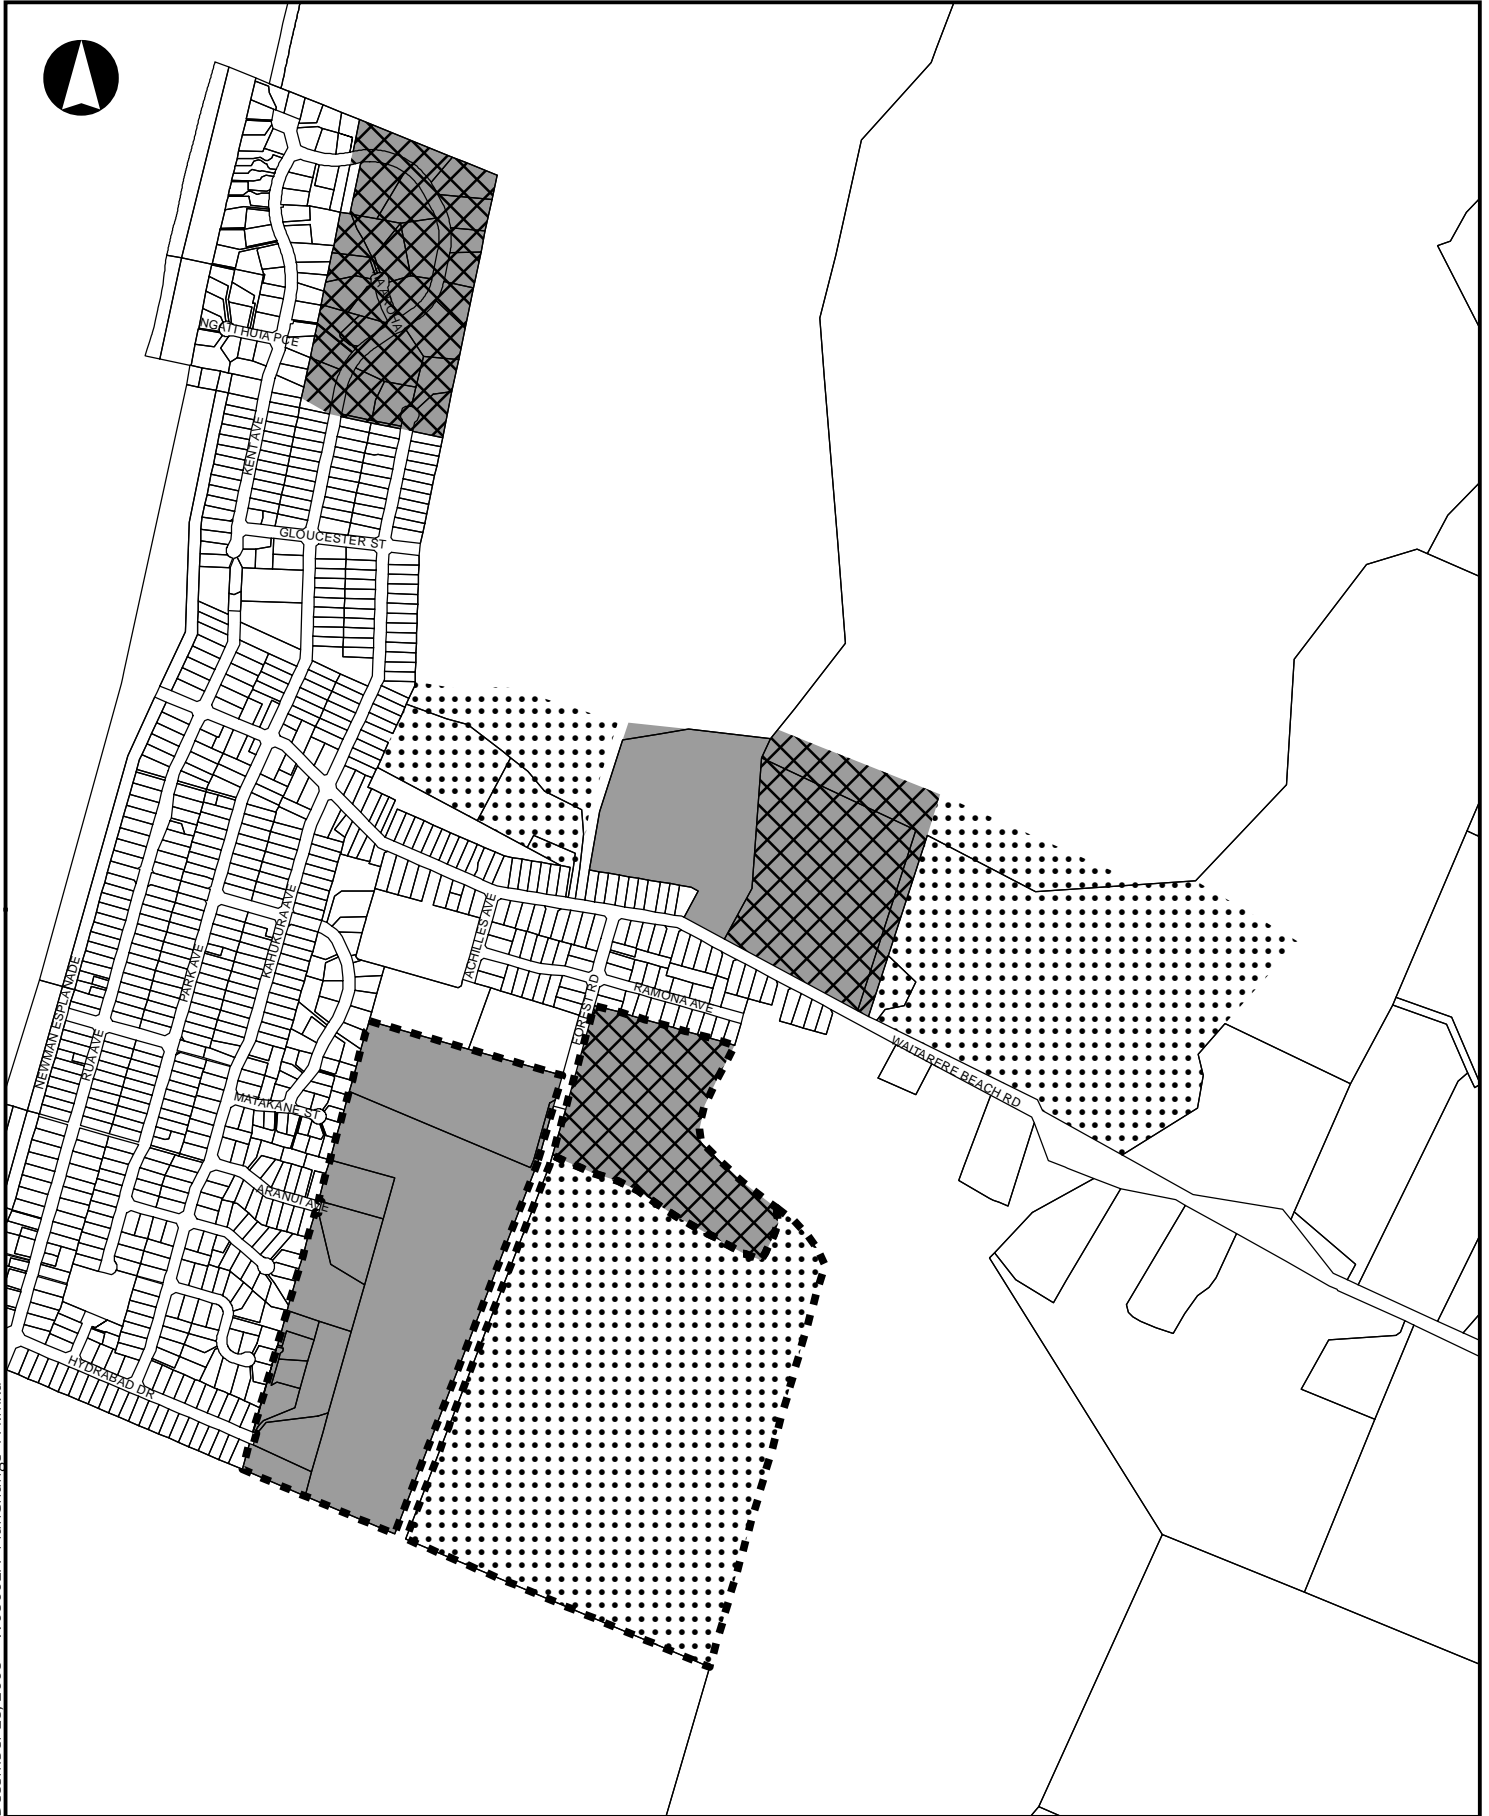 NGATI HUIA PCE
KENT AVE
GLOUCESTER ST
KAHUKURA AVE
ACHILLES AVE
PARK AVE
NEWMAN ESPLANADE
FOREST RD
RAMONA AVE
RUA AVE
WAITARERE BEACH RD
MATAKANE ST
ARANUI AVE
HYDRABAD DR